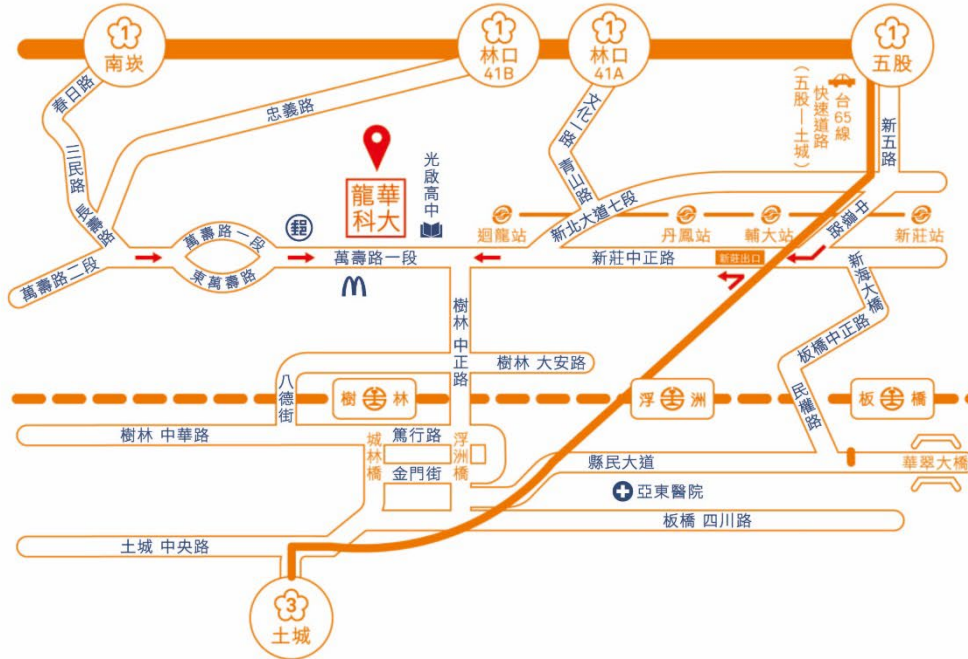 1
南崁
1
林口
41B
1
林口
41A
1
五股
春日路
忠義路
文化一路
青山路
台65線
快速道路
(五股—土城)
新五路
三民路
長壽路
龍華
科大
光啟高中
郵
迴龍站
新北大道七段
丹鳳站
輔大站
中環路
新莊站
萬壽路二段
萬壽路一段
東萬壽路
萬壽路一段
新莊中正路
新莊出口
新海大橋
樹林 中正路
板橋中正路
樹林 大安路
八德街
樹 林
浮 洲
板 橋
民權路
樹林 中華路
城林橋
篤行路
浮洲橋
金門街
縣民大道
華翠大橋
亞東醫院
板橋 四川路
土城 中央路
3
土城